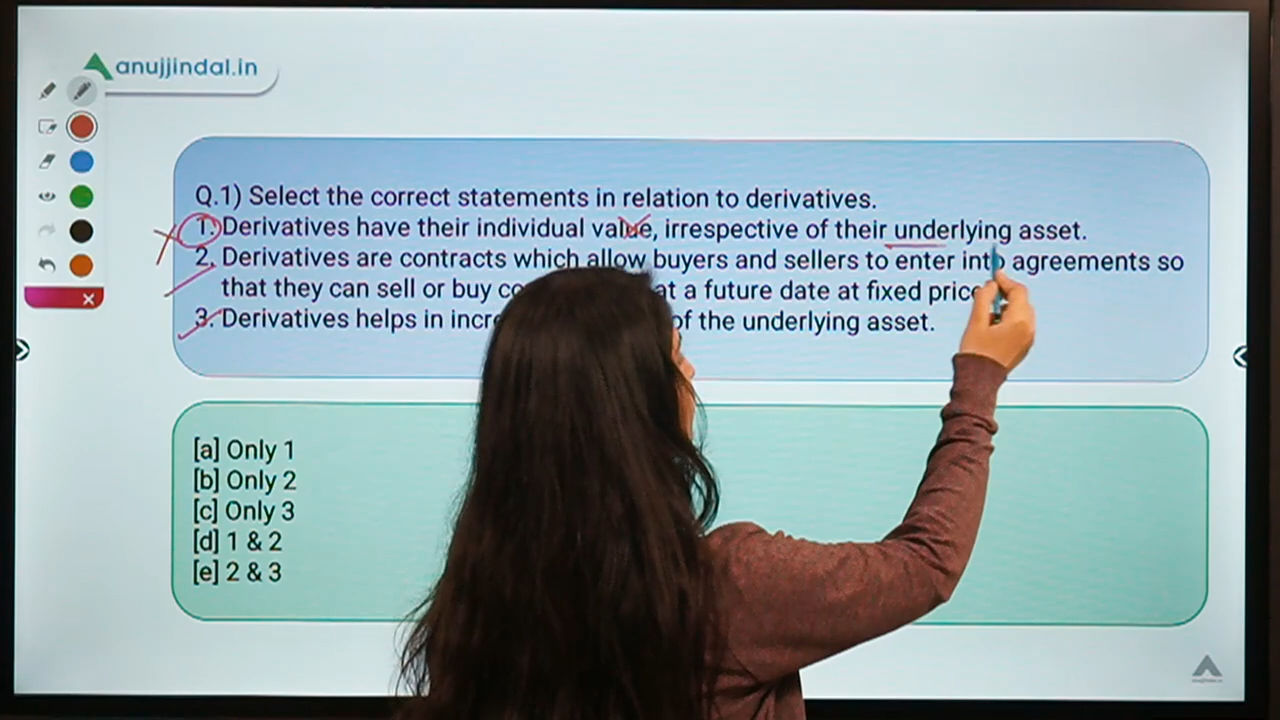 anujjindal.in
Q.1) Select the correct statements in relation to derivatives.
1. Derivatives have their individual value, irrespective of their underlying asset.
2. Derivatives are contracts which allow buyers and sellers to enter into agreements so
that they can sell or buy at a future date at fixed price
3. Derivatives helps in of the underlying asset.
[a] Only 1
[b] Only 2
[c] Only 3
[d] 1 & 2
[e] 2 & 3